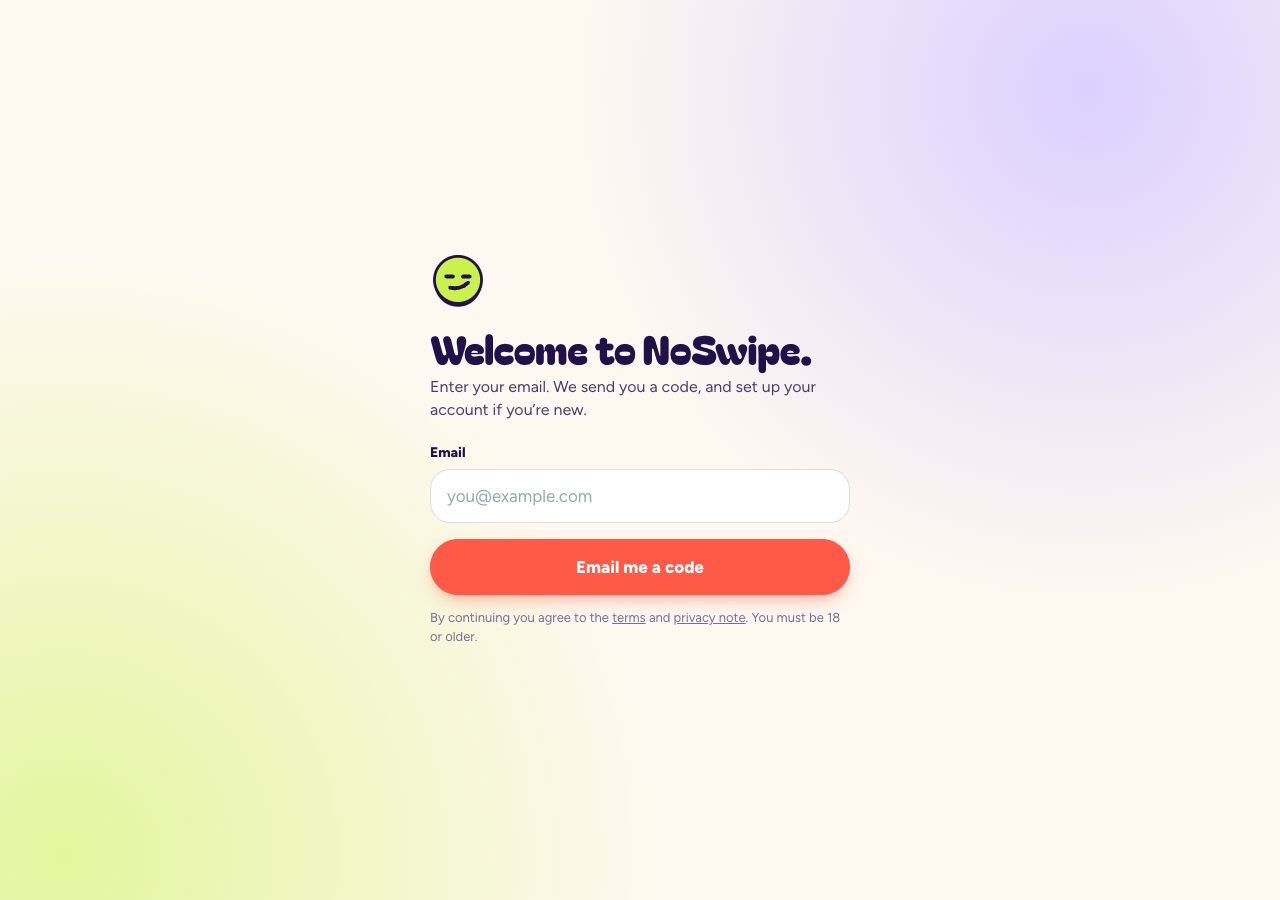 Welcome to NoSwipe.
Enter your email. We send you a code, and set up your
account if you’re new.
Email
you@example.com
Email me a code
By continuing you agree to the terms and privacy note. You must be 18
or older.